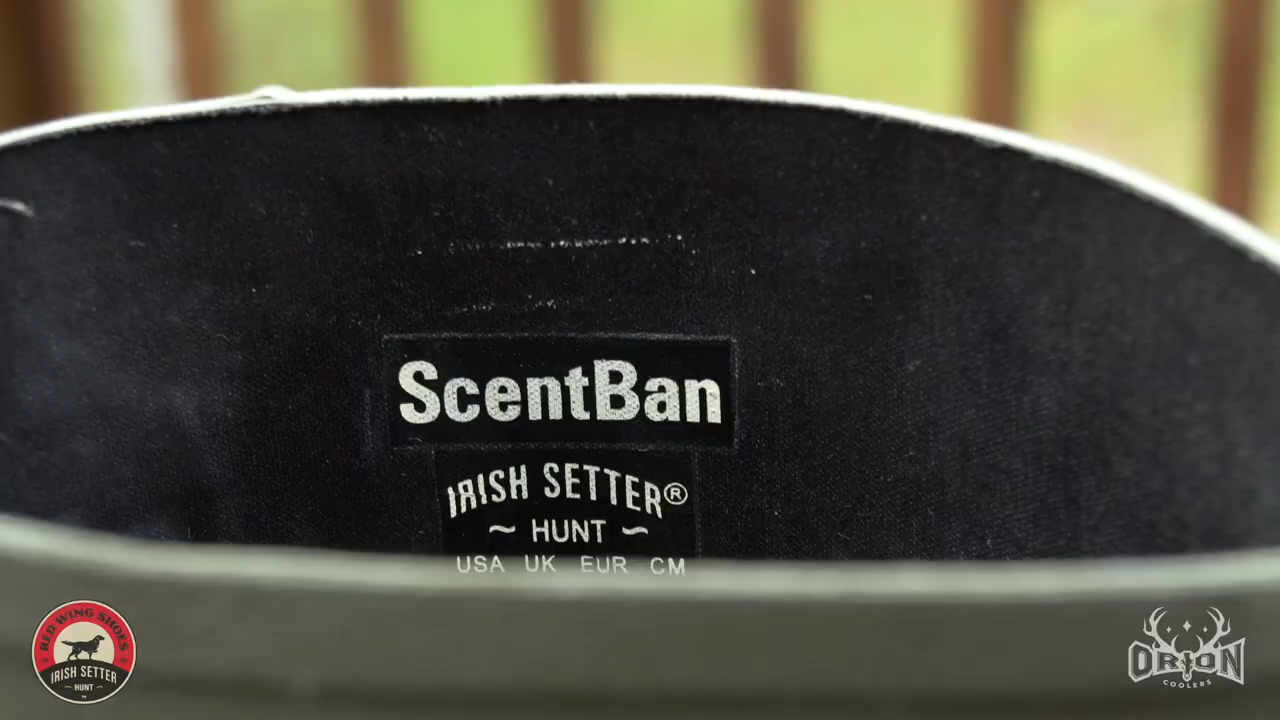 ScentBan
IRISH SETTER®
~ HUNT ~
USA UK EUR CM
RED WING SHOES
IRISH SETTER
~ HUNT ~
ORION
COOLERS